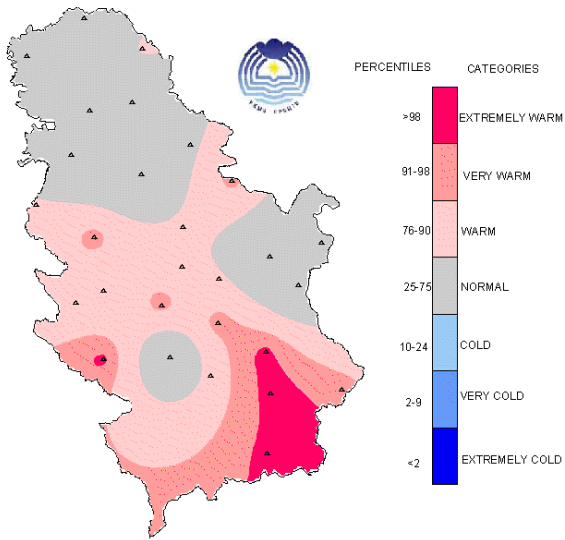 PERCENTILES CATEGORIES
>98 EXTREMELY WARM
91-98 VERY WARM
76-90 WARM
25-75 NORMAL
10-24 COLD
2-9 VERY COLD
<2 EXTREMELY COLD